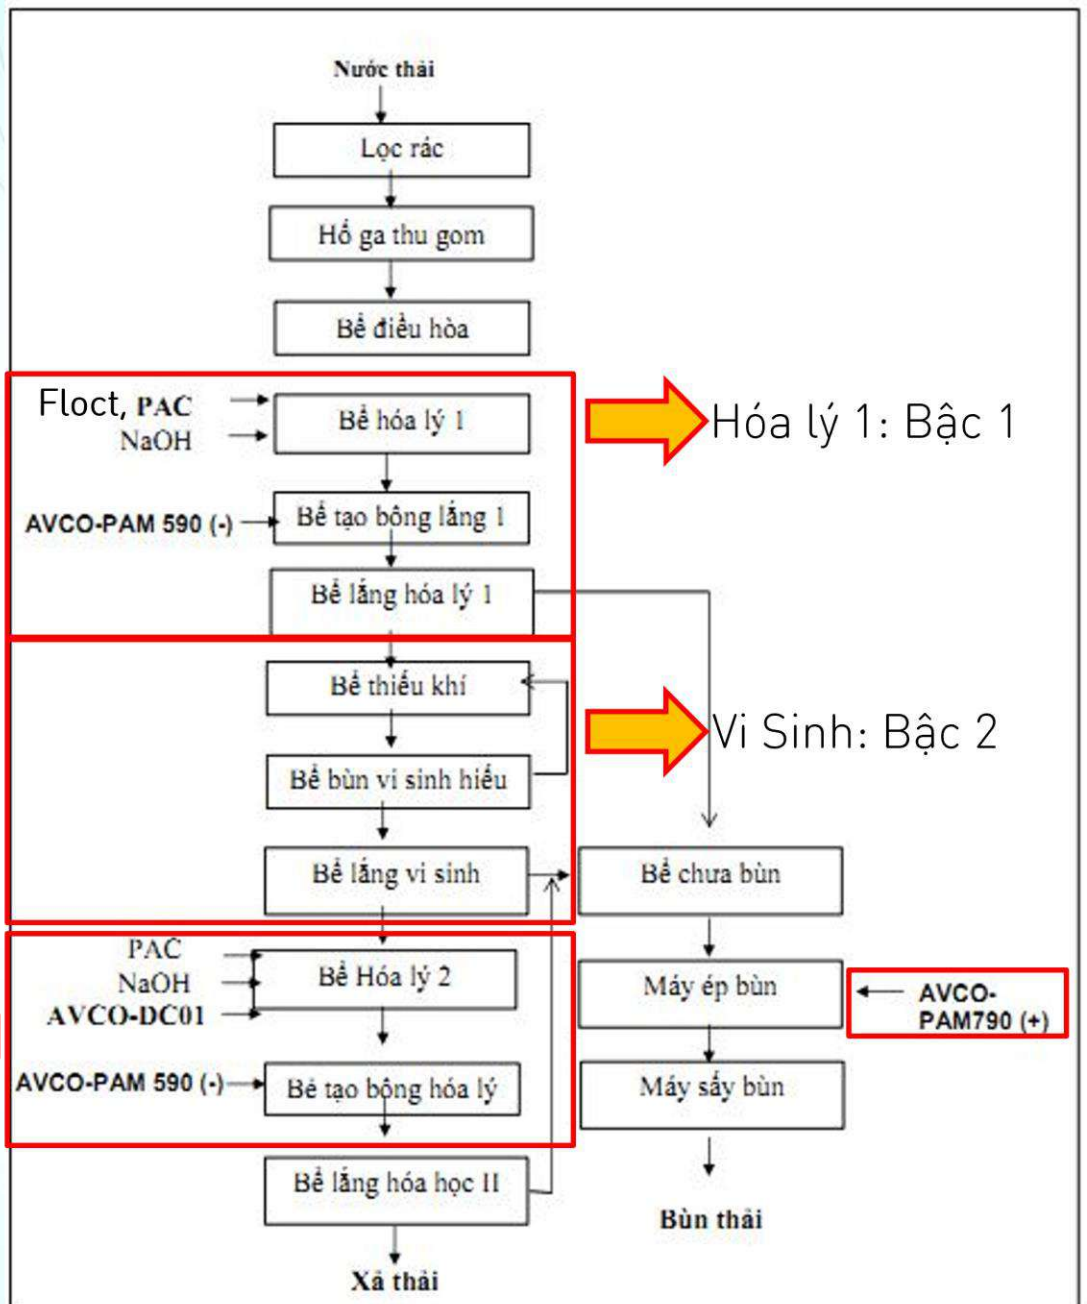 Nước thải
Lọc rác
Hố ga thu gom
Bể điều hòa
Floct, PAC
NaOH
Bể hóa lý 1
Hóa lý 1: Bậc 1
AVCO-PAM 590 (-)
Bể tạo bông lắng 1
Bể lắng hóa lý 1
Bể thiếu khí
Vi Sinh: Bậc 2
Bể bùn vi sinh hiếu
Bể lắng vi sinh
Bể chưa bùn
PAC
NaOH
AVCO-DC01
Bể Hóa lý 2
Máy ép bùn
AVCO-
PAM790 (+)
AVCO-PAM 590 (-)
Bẻ tạo bông hóa lý
Máy sấy bùn
Bể lắng hóa học II
Bùn thải
Xả thải